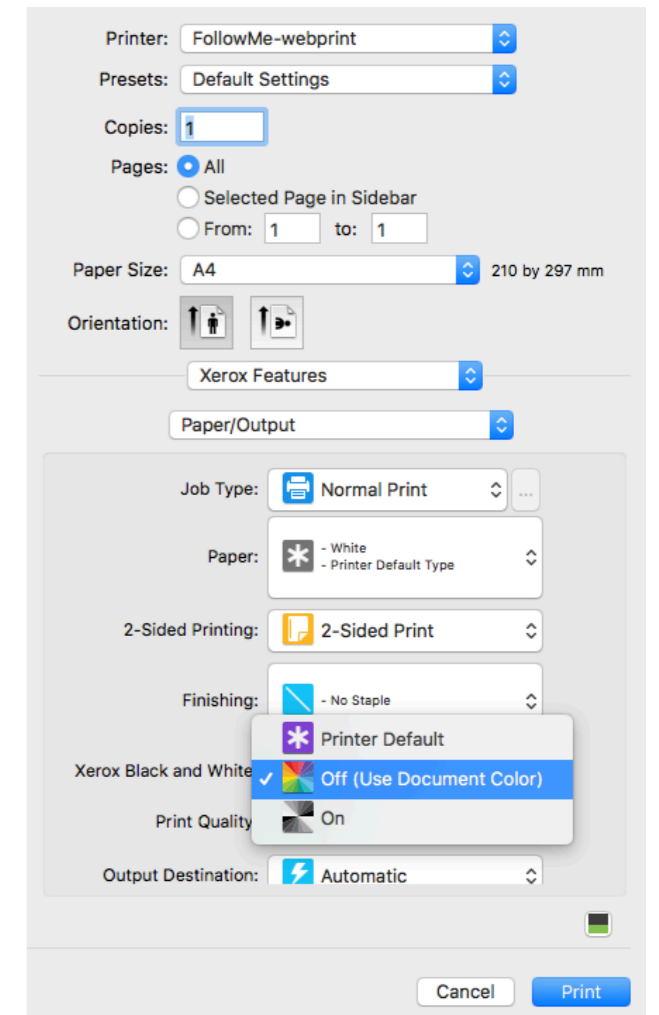 Printer: FollowMe-webprint
Presets: Default Settings
Copies: 1
Pages: All
Selected Page in Sidebar
From: 1 to: 1
Paper Size: A4 210 by 297 mm
Orientation:
Xerox Features
Paper/Output
Job Type: Normal Print ...
Paper: - White
- Printer Default Type
2-Sided Printing: 2-Sided Print
Finishing: - No Staple
Printer Default
Xerox Black and White ✓ Off (Use Document Color)
Print Quality On
Output Destination: Automatic
Cancel Print